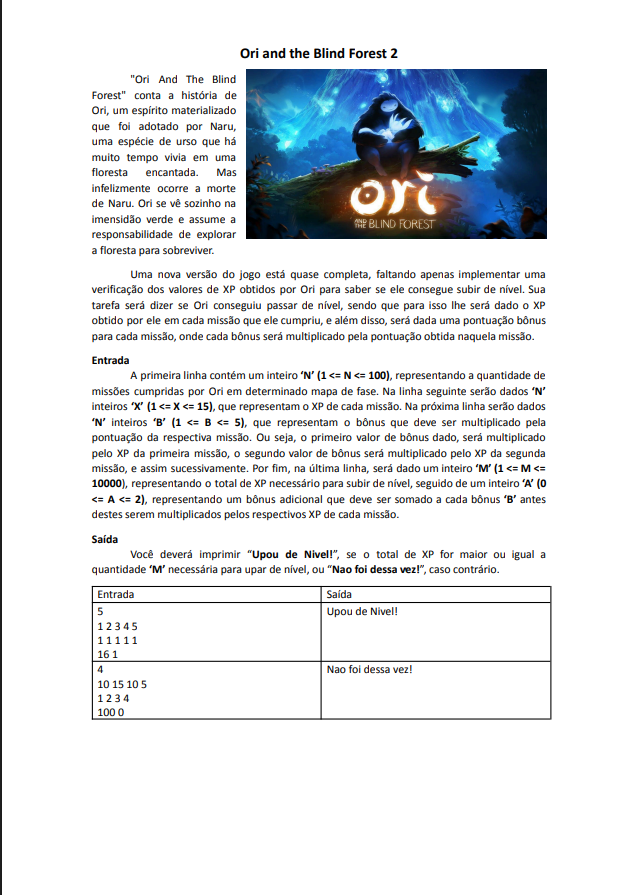 Ori and the Blind Forest 2
"Ori And The Blind
Forest" conta a história de
Ori, um espírito materializado
que foi adotado por Naru,
uma espécie de urso que há
muito tempo vivia em uma
floresta encantada. Mas
infelizmente ocorre a morte
de Naru. Ori se vê sozinho na
imensidão verde e assume a
responsabilidade de explorar
a floresta para sobreviver.
ori
AND THE BLIND FOREST
Uma nova versão do jogo está quase completa, faltando apenas implementar uma
verificação dos valores de XP obtidos por Ori para saber se ele consegue subir de nível. Sua
tarefa será dizer se Ori conseguiu passar de nível, sendo que para isso lhe será dado o XP
obtido por ele em cada missão que ele cumpriu, e além disso, será dada uma pontuação bônus
para cada missão, onde cada bônus será multiplicado pela pontuação obtida naquela missão.
Entrada
A primeira linha contém um inteiro ‘N’ (1 <= N <= 100), representando a quantidade de
missões cumpridas por Ori em determinado mapa de fase. Na linha seguinte serão dados ‘N’
inteiros ‘X’ (1 <= X <= 15), que representam o XP de cada missão. Na próxima linha serão dados
‘N’ inteiros ‘B’ (1 <= B <= 5), que representam o bônus que deve ser multiplicado pela
pontuação da respectiva missão. Ou seja, o primeiro valor de bônus dado, será multiplicado
pelo XP da primeira missão, o segundo valor de bônus será multiplicado pelo XP da segunda
missão, e assim sucessivamente. Por fim, na última linha, será dado um inteiro ‘M’ (1 <= M <=
10000), representando o total de XP necessário para subir de nível, seguido de um inteiro ‘A’ (0
<= A <= 2), representando um bônus adicional que deve ser somado a cada bônus ‘B’ antes
destes serem multiplicados pelos respectivos XP de cada missão.
Saída
Você deverá imprimir “Upou de Nivel!”, se o total de XP for maior ou igual a
quantidade ‘M’ necessária para upar de nível, ou “Nao foi dessa vez!”, caso contrário.
Entrada Saída
5 Upou de Nivel!
1 2 3 4 5
1 1 1 1 1
16 1
4 Nao foi dessa vez!
10 15 10 5
1 2 3 4
100 0